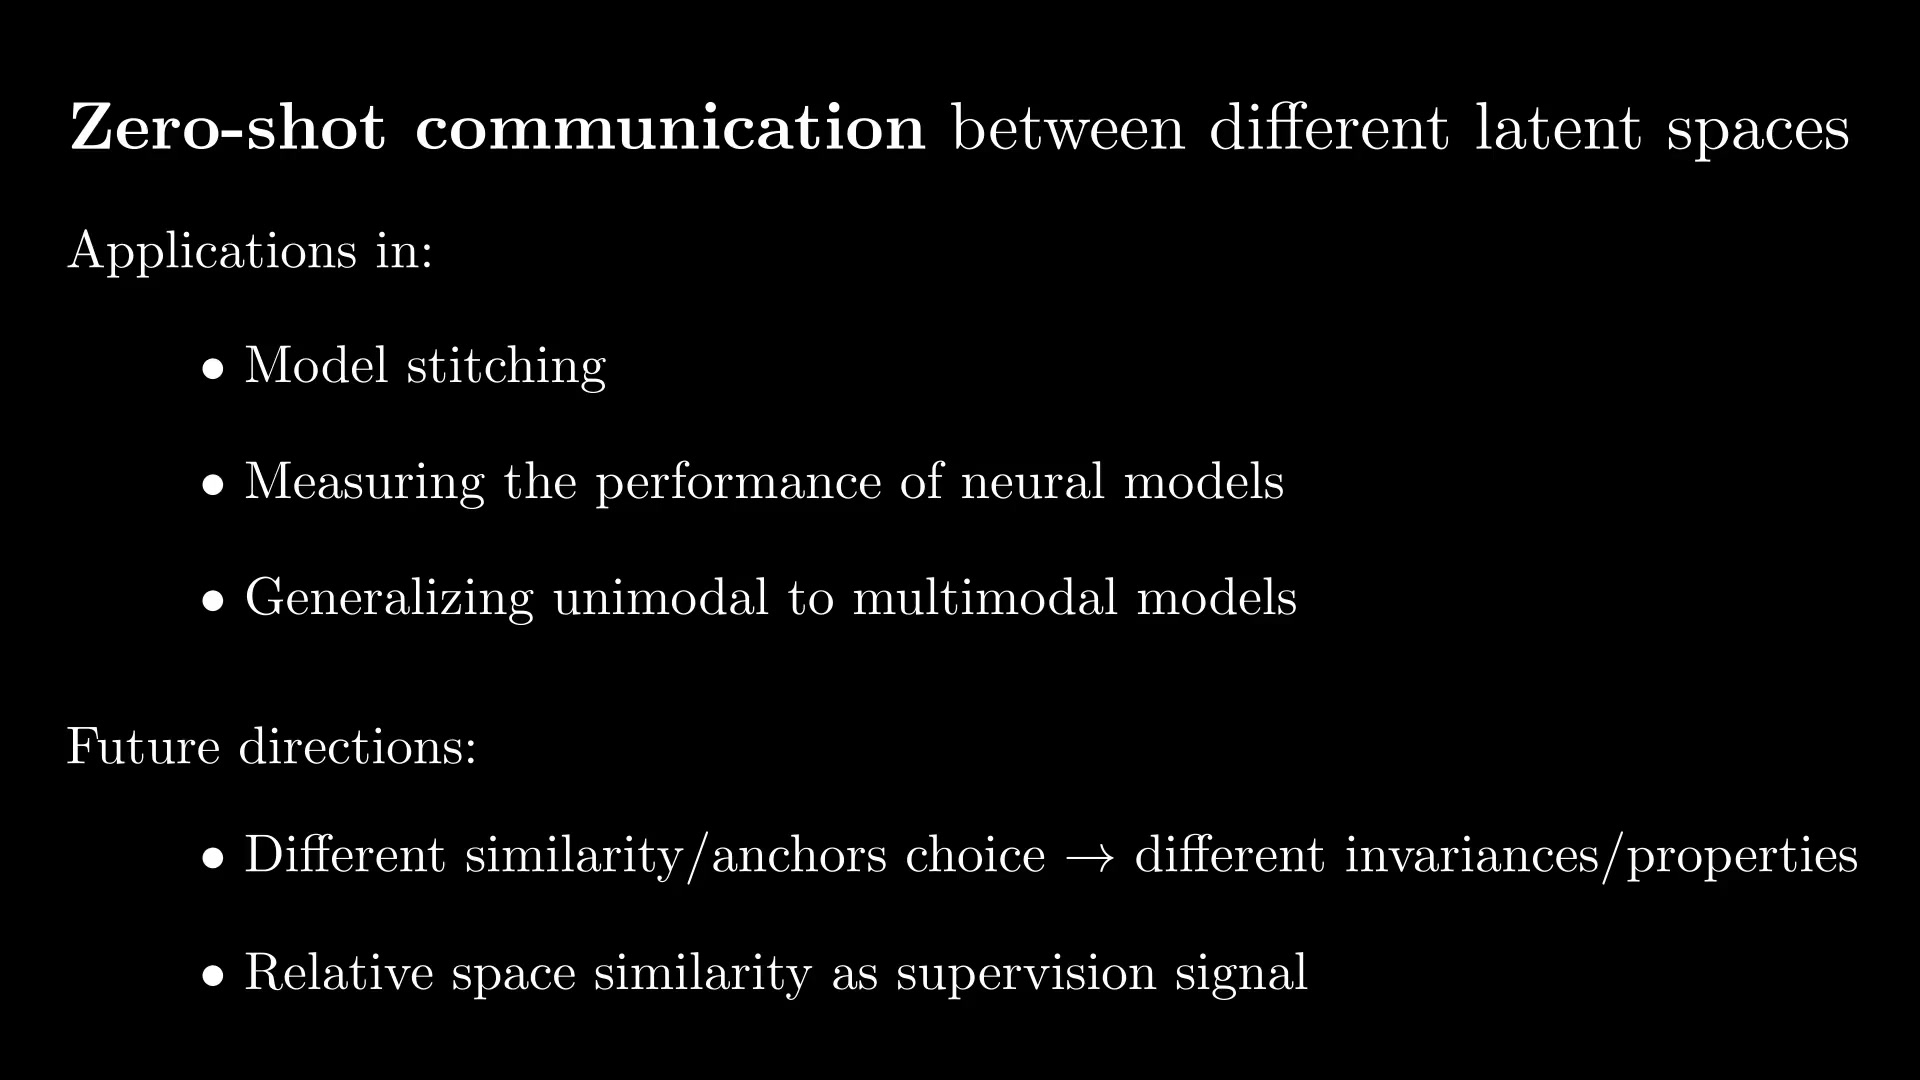 Zero-shot communication between different latent spaces
Applications in:
• Model stitching
• Measuring the performance of neural models
• Generalizing unimodal to multimodal models
Future directions:
• Different similarity/anchors choice → different invariances/properties
• Relative space similarity as supervision signal